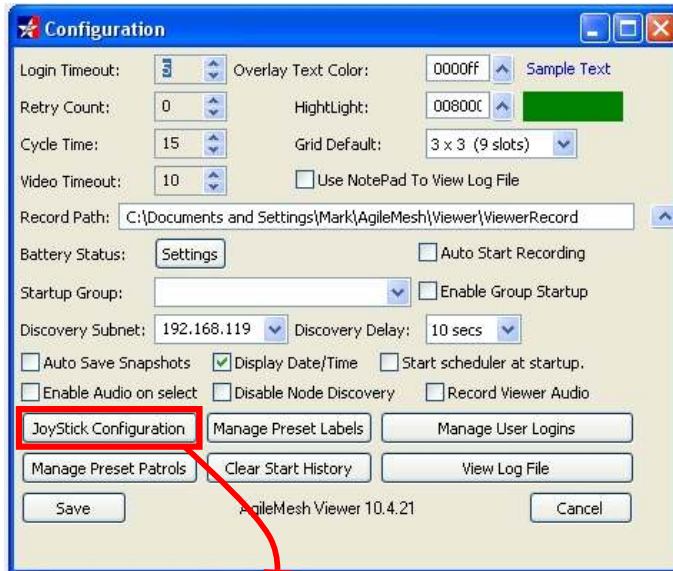 Configuration
Login Timeout: 5 Overlay Text Color: 0000ff Sample Text
Retry Count: 0 HightLight: 00800C
Cycle Time: 15 Grid Default: 3 x 3 (9 slots)
Video Timeout: 10 Use NotePad To View Log File
Record Path: C:\Documents and Settings\Mark\AgileMesh\Viewer\ViewerRecord
Battery Status: Settings Auto Start Recording
Startup Group: Enable Group Startup
Discovery Subnet: 192.168.119 Discovery Delay: 10 secs
Auto Save Snapshots Display Date/Time Start scheduler at startup.
Enable Audio on select Disable Node Discovery Record Viewer Audio
JoyStick Configuration Manage Preset Labels Manage User Logins
Manage Preset Patrols Clear Start History View Log File
Save AgileMesh Viewer 10.4.21 Cancel